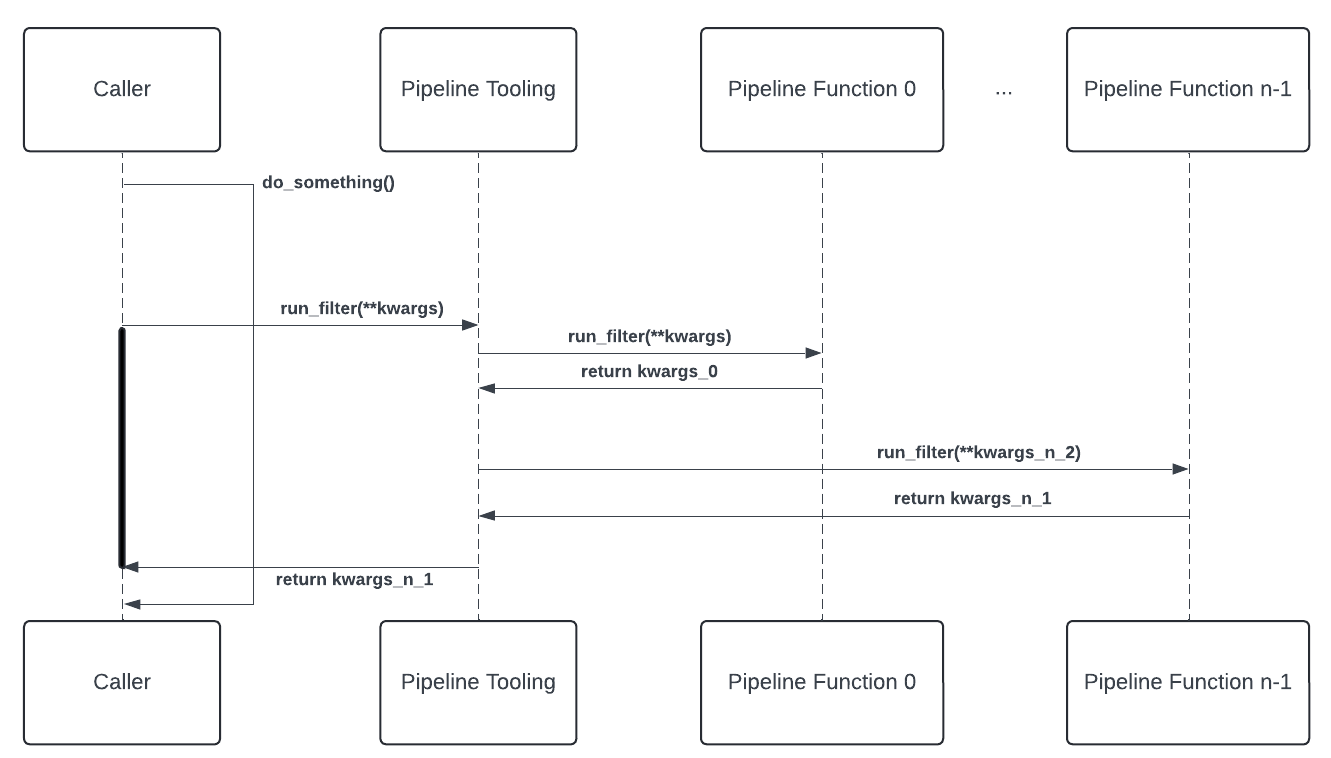 Caller
Pipeline Tooling
Pipeline Function 0
...
Pipeline Function n-1
do_something()
run_filter(**kwargs)
run_filter(**kwargs)
return kwargs_0
run_filter(**kwargs_n_2)
return kwargs_n_1
return kwargs_n_1
Caller
Pipeline Tooling
Pipeline Function 0
Pipeline Function n-1